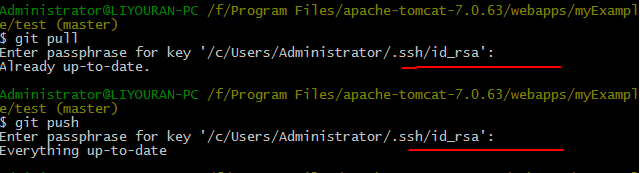 Administrator@LIYOURAN-PC /f/Program Files/apache-tomcat-7.0.63/webapps/myExampl
e/test (master)
$ git pull
Enter passphrase for key '/c/Users/Administrator/.ssh/id_rsa':
Already up-to-date.
Administrator@LIYOURAN-PC /f/Program Files/apache-tomcat-7.0.63/webapps/myExampl
e/test (master)
$ git push
Enter passphrase for key '/c/Users/Administrator/.ssh/id_rsa':
Everything up-to-date